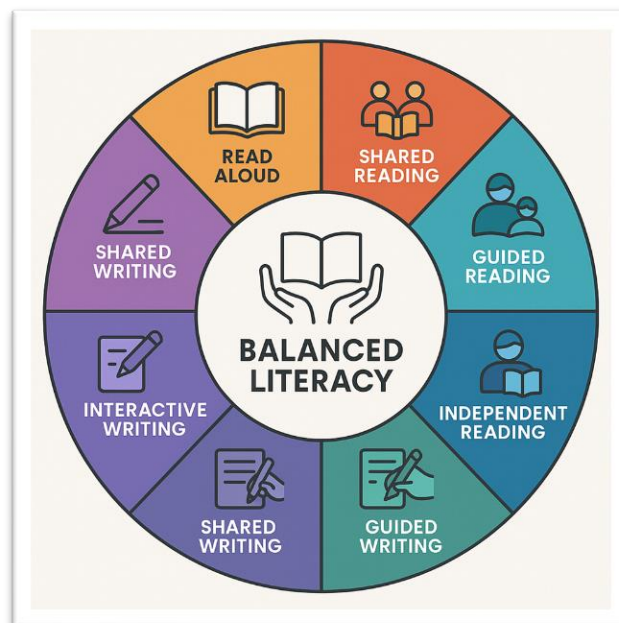 READ
ALOUD
SHARED
READING
GUIDED
READING
INDEPENDENT
READING
GUIDED
WRITING
SHARED
WRITING
INTERACTIVE
WRITING
SHARED
WRITING
BALANCED
LITERACY